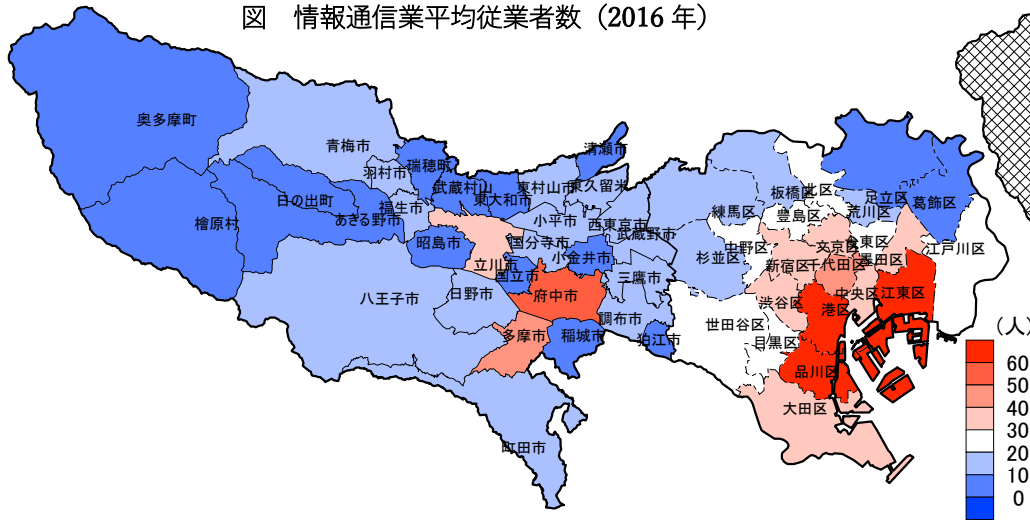 図 情報通信業平均従業者数（2016 年）
奥多摩町
青梅市
羽村市
瑞穂町
清瀬市
武蔵村山
東村山市
東久留米
日の出町
福生市
東大和市
あきる野市
檜原村
昭島市
小平市
西東京市
国分寺市
武蔵野市
立川市
小金井市
国立市
三鷹市
八王子市
日野市
府中市
調布市
多摩市
稲城市
狛江市
町田市
板橋区
北区
足立区
葛飾区
練馬区
豊島区
荒川区
杉並区
中野区
文京区
台東区
墨田区
江戸川区
新宿区
千代田区
渋谷区
中央区
江東区
港区
世田谷区
目黒区
品川区
大田区
（人）
60
50
40
30
20
10
0